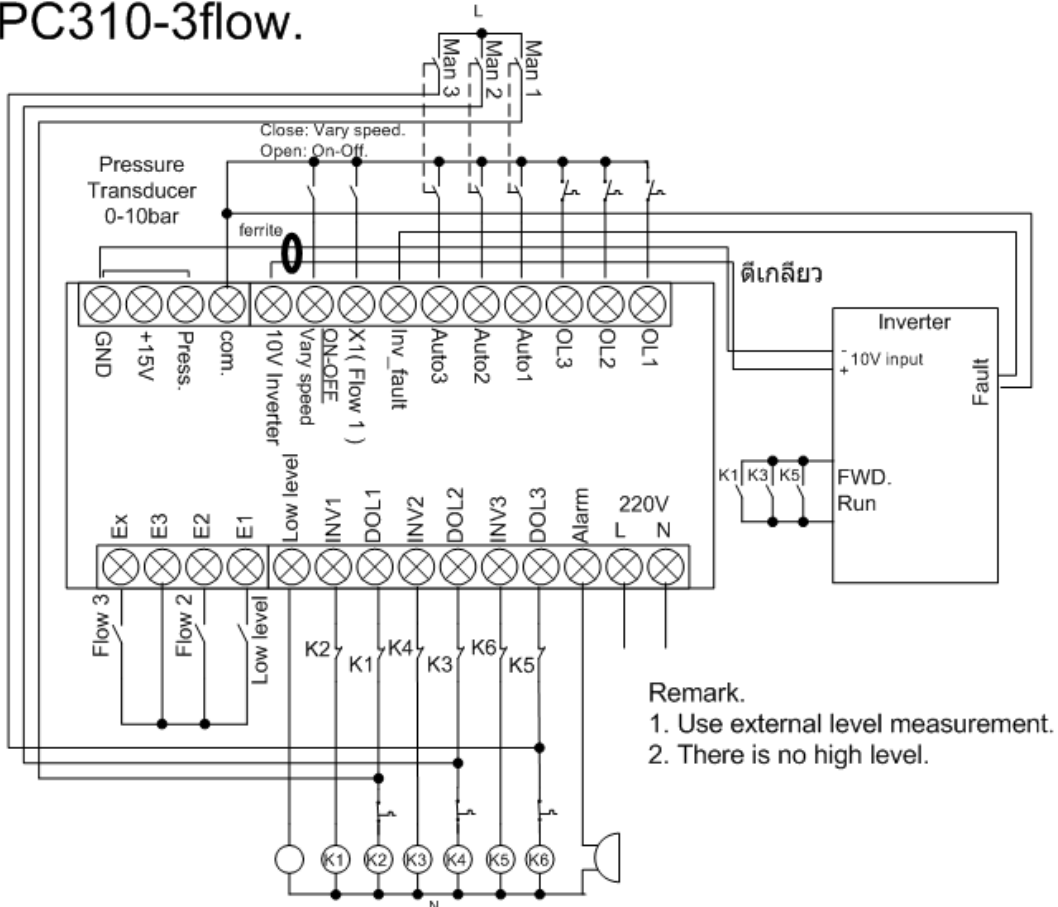 PC310-3flow.
L
Man 3
Man 2
Man 1
Close: Vary speed.
Open: On-Off.
Pressure
Transducer
0-10bar
ferrite
ตีเกลียว
GND
+15V
Press.
com.
10V Inverter
Vary speed
ON-OFF
X1( Flow 1 )
Inv_fault
Auto3
Auto2
Auto1
OL3
OL2
OL1
Inverter
-
10V input
+
Fault
K1
K3
K5
FWD.
Run
Ex
E3
E2
E1
Low level
INV1
DOL1
INV2
DOL2
INV3
DOL3
Alarm
220V
L
N
Flow 3
Flow 2
Low level
K2
K1
K4
K3
K6
K5
Remark.
1. Use external level measurement.
2. There is no high level.
K1
K2
K3
K4
K5
K6
N